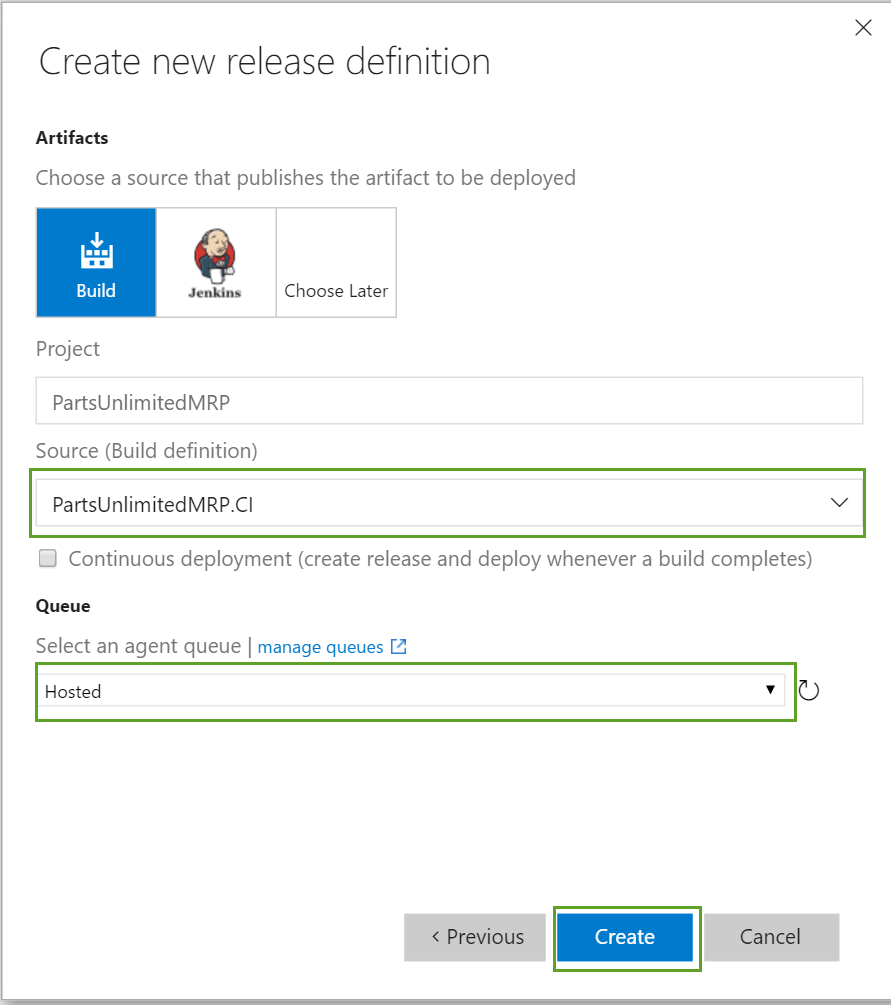 Create new release definition
Artifacts
Choose a source that publishes the artifact to be deployed
Build
Jenkins
Choose Later
Project
PartsUnlimitedMRP
Source (Build definition)
PartsUnlimitedMRP.CI
Continuous deployment (create release and deploy whenever a build completes)
Queue
Select an agent queue | manage queues
Hosted
‹ Previous
Create
Cancel